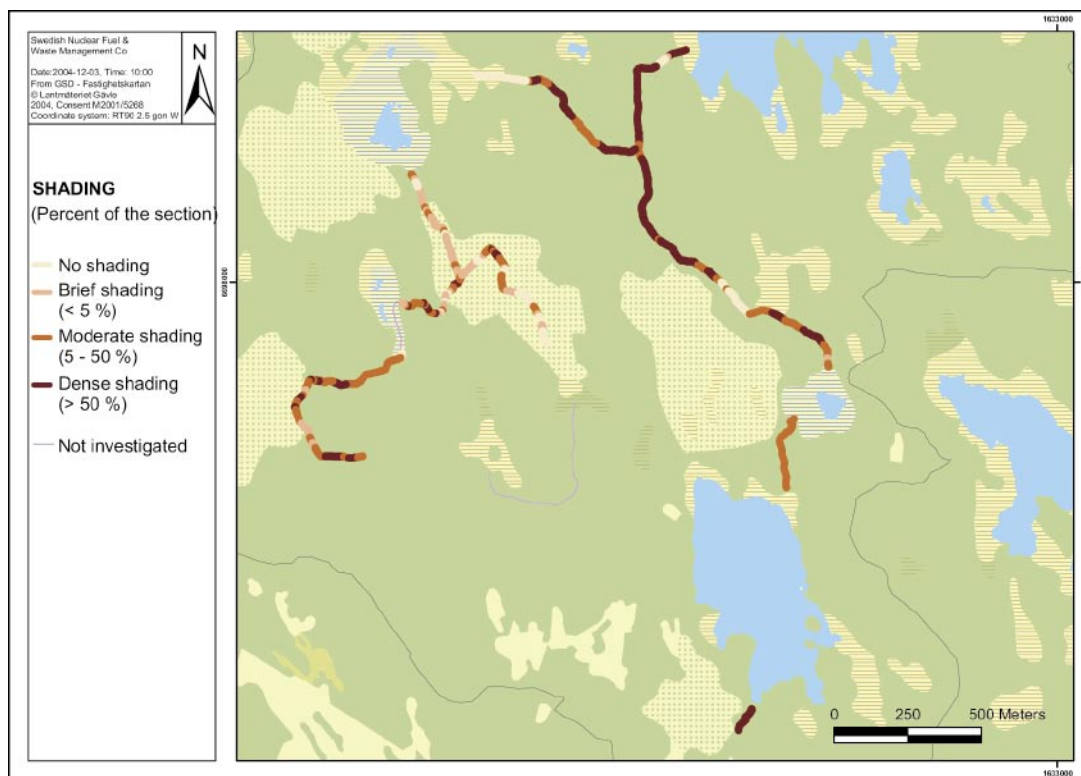 Swedish Nuclear Fuel &
Waste Management Co
Date:2004-12-03, Time: 10:00
From GSD - Fastighetskartan
© Lantmäteriet Gävle
2004, Consent M2001/5268
Coordinate system: RT90 2.5 gon W
N
SHADING
(Percent of the section)
No shading
Brief shading
(< 5 %)
Moderate shading
(5 - 50 %)
Dense shading
(> 50 %)
Not investigated
1633000
0 250 500 Meters
1633000